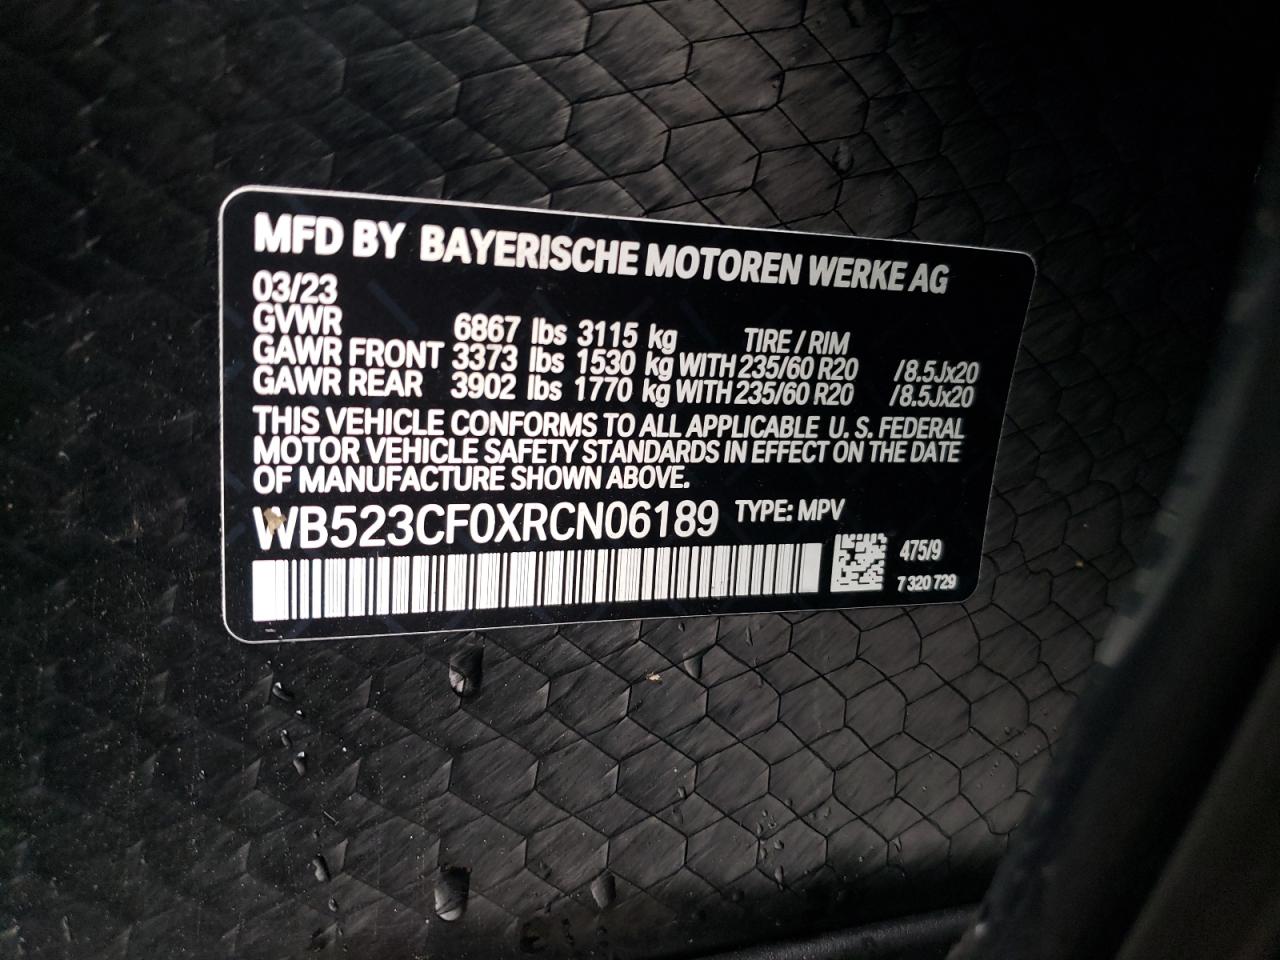 MFD BY BAYERISCHE MOTOREN WERKE AG
03/23
GVWR 6867 lbs 3115 kg TIRE / RIM
GAWR FRONT 3373 lbs 1530 kg WITH 235/60 R20 /8.5Jx20
GAWR REAR 3902 lbs 1770 kg WITH 235/60 R20 /8.5Jx20
THIS VEHICLE CONFORMS TO ALL APPLICABLE U.S. FEDERAL
MOTOR VEHICLE SAFETY STANDARDS IN EFFECT ON THE DATE
OF MANUFACTURE SHOWN ABOVE.
WB523CF0XRCN06189 TYPE: MPV
475/9
7 320 729